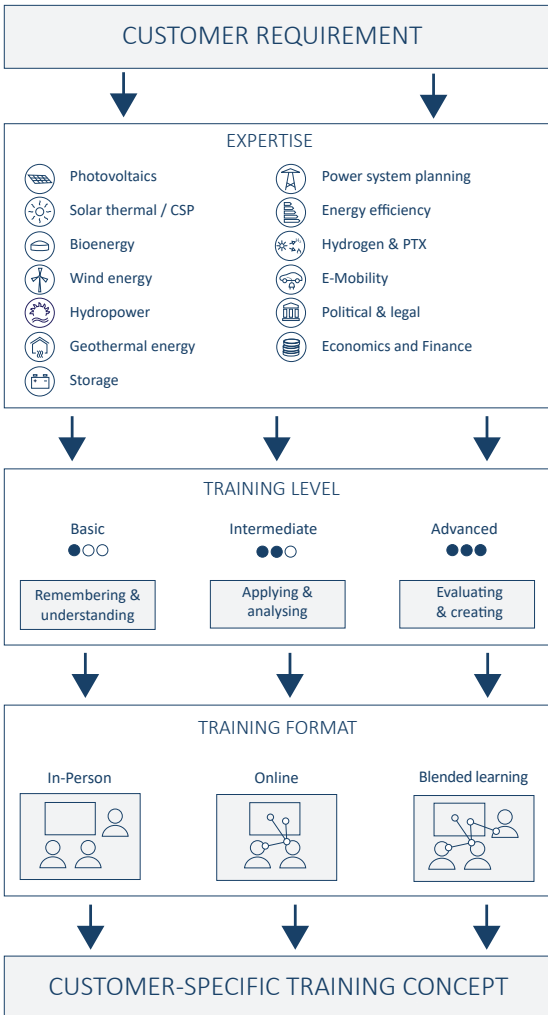 CUSTOMER REQUIREMENT
EXPERTISE
Photovoltaics
Solar thermal / CSP
Bioenergy
Wind energy
Hydropower
Geothermal energy
Storage
Power system planning
Energy efficiency
Hydrogen & PTX
E-Mobility
Political & legal
Economics and Finance
TRAINING LEVEL
Basic
Remembering &
understanding
Intermediate
Applying &
analysing
Advanced
Evaluating
& creating
TRAINING FORMAT
In-Person
Online
Blended learning
CUSTOMER-SPECIFIC TRAINING CONCEPT